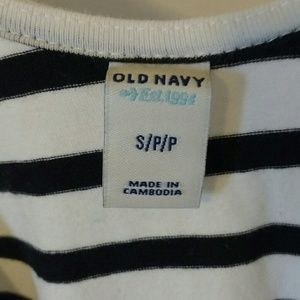 OLD NAVY
Est. 1994
S/P/P
MADE IN
CAMBODIA